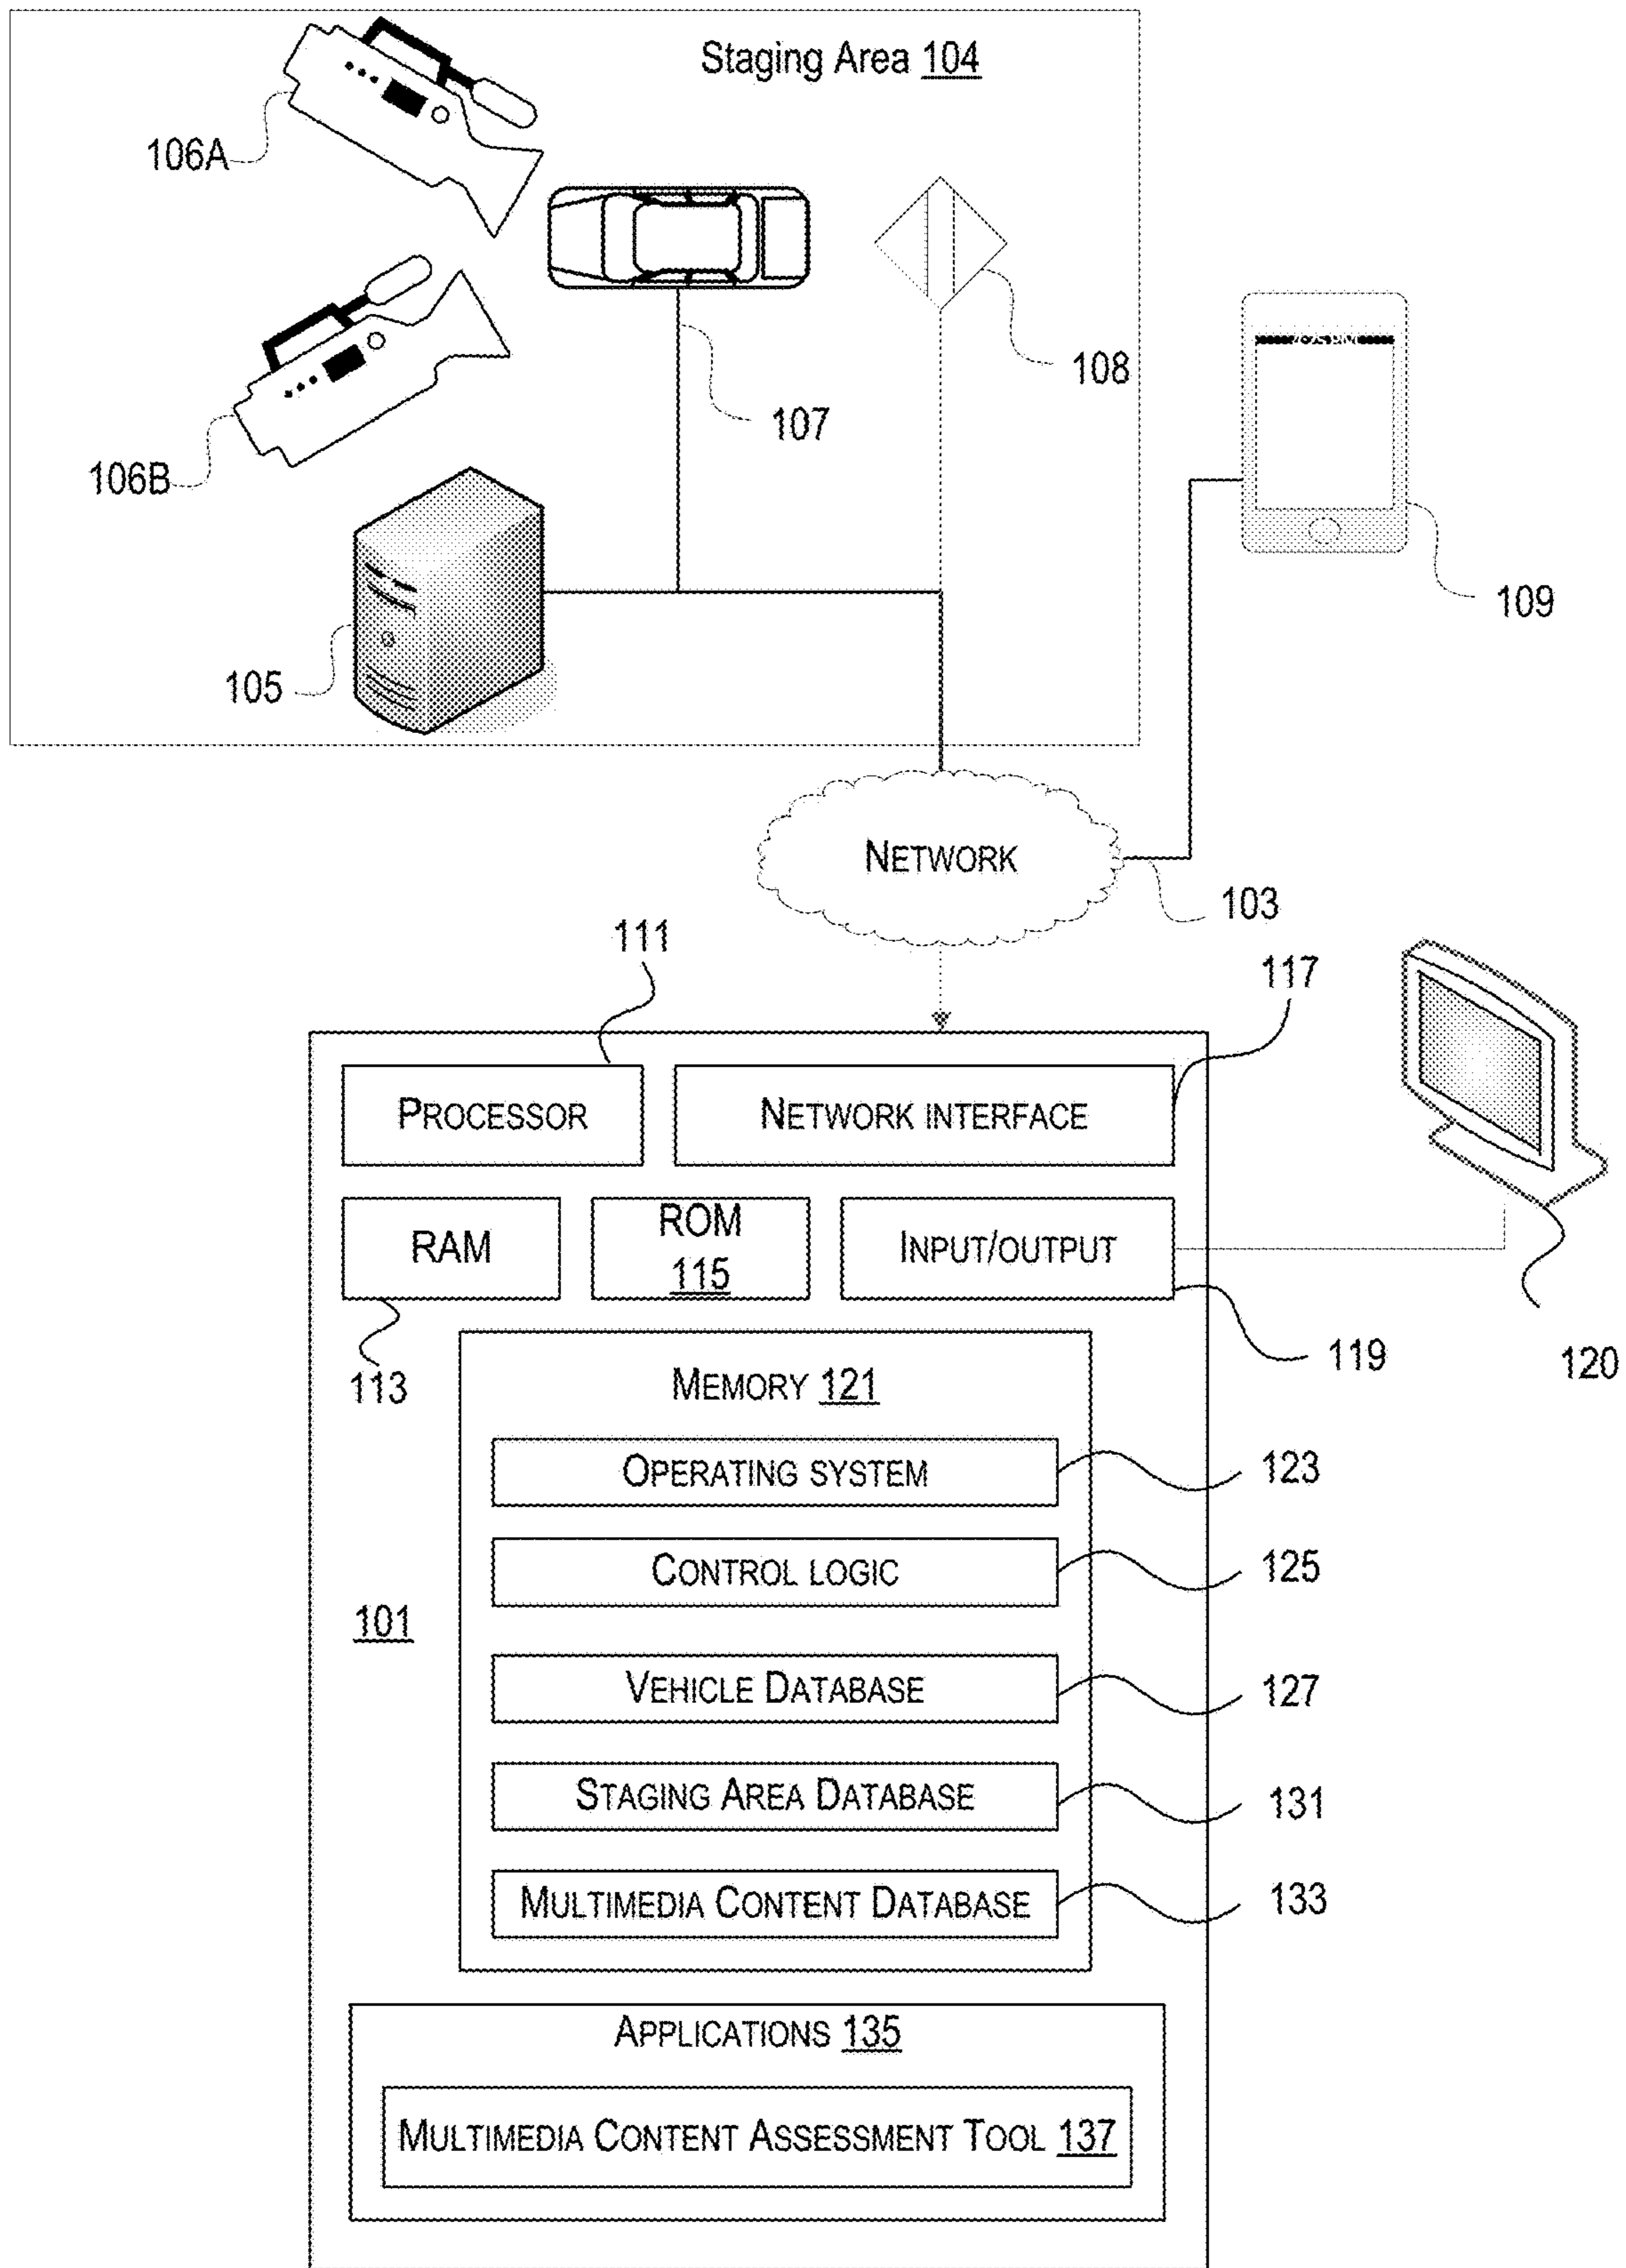 Staging Area 104
106A
108
107
106B
109
105
NETWORK
103
111
117
PROCESSOR
NETWORK INTERFACE
RAM
ROM
115
INPUT/OUTPUT
113
119
120
MEMORY 121
OPERATING SYSTEM
123
CONTROL LOGIC
125
101
VEHICLE DATABASE
127
STAGING AREA DATABASE
131
MULTIMEDIA CONTENT DATABASE
133
APPLICATIONS 135
MULTIMEDIA CONTENT ASSESSMENT TOOL 137